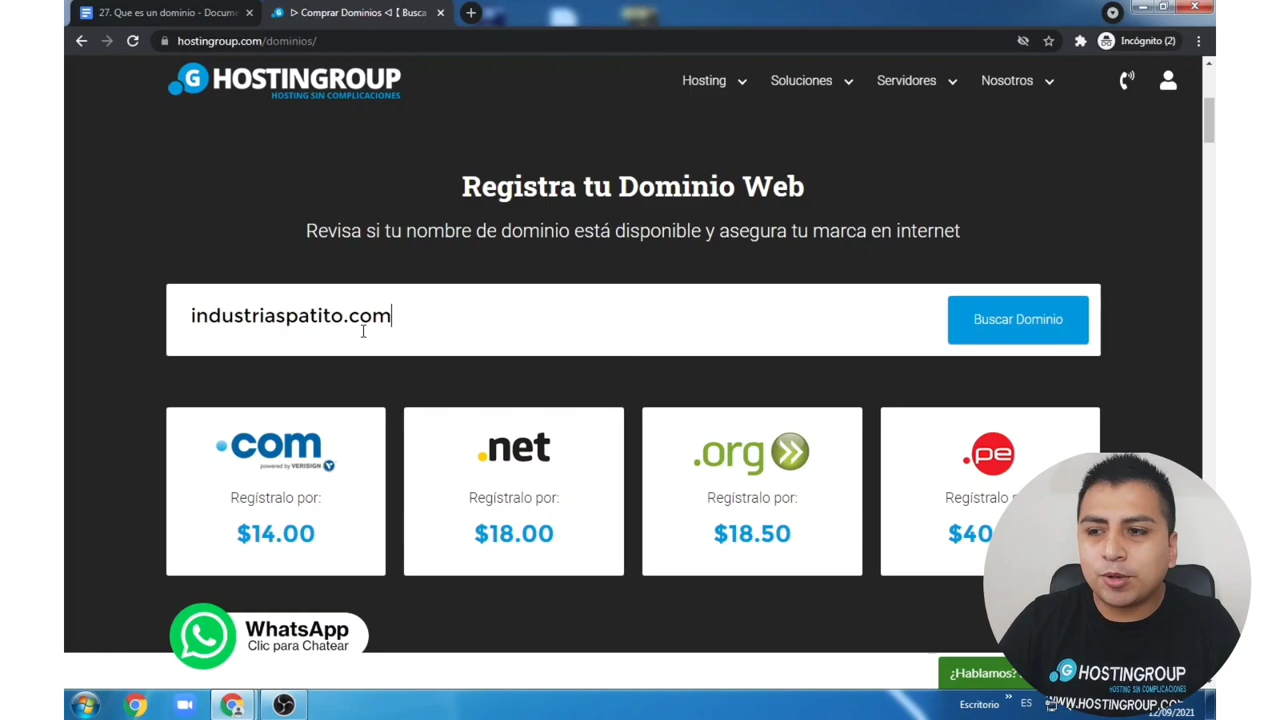 27. Que es un dominio - Docume
▷ Comprar Dominios ◁【 Busca
hostingroup.com/dominios/
Incógnito (2)
G HOSTINGROUP
HOSTING SIN COMPLICACIONES
Hosting
Soluciones
Servidores
Nosotros
Registra tu Dominio Web
Revisa si tu nombre de dominio está disponible y asegura tu marca en internet
industriaspatito.com
Buscar Dominio
.com
powered by VERISIGN
Regístralo por:
$14.00
.net
Regístralo por:
$18.00
.org
Regístralo por:
$18.50
.pe
Regístralo
$40
WhatsApp
Clic para Chatear
¿Hablamos?
G HOSTINGROUP
HOSTING SIN COMPLICACIONES
WWW.HOSTINGROUP.COM
Escritorio
ES
12/09/2021